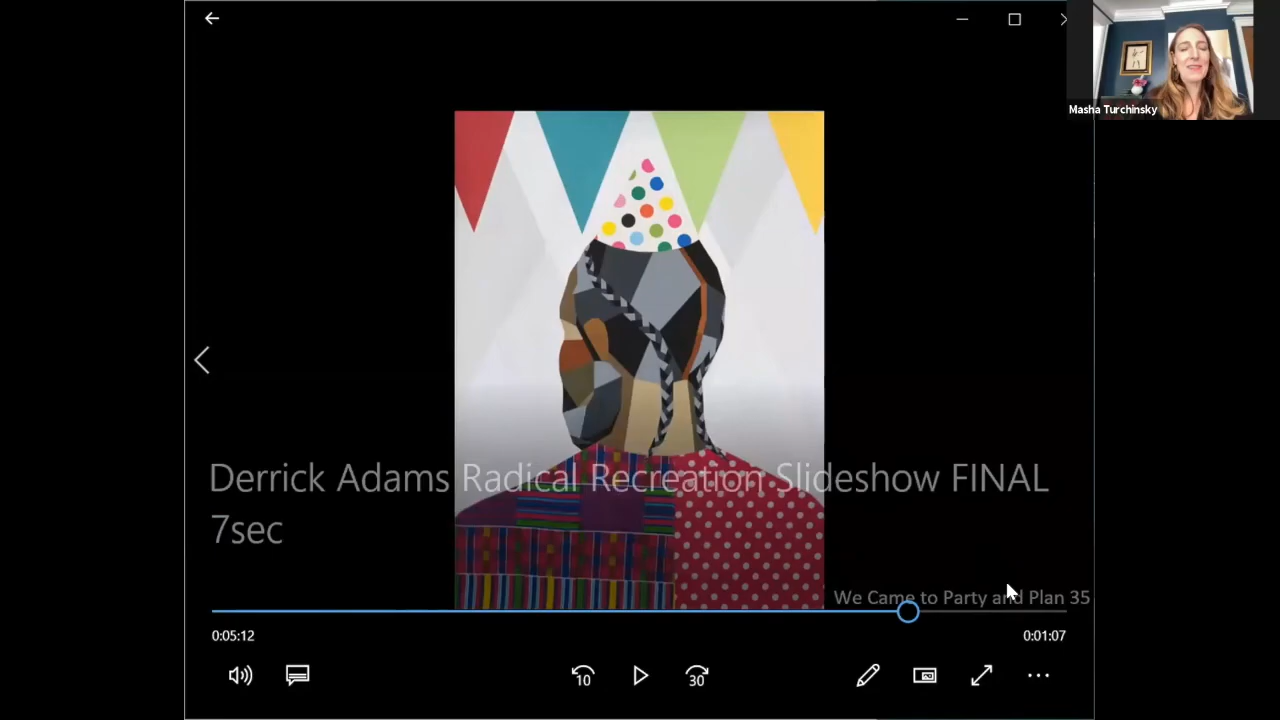 Masha Turchinsky
Derrick Adams Radical Recreation Slideshow FINAL
7sec
We Came to Party and Plan 35
0:05:12
0:01:07
10
30